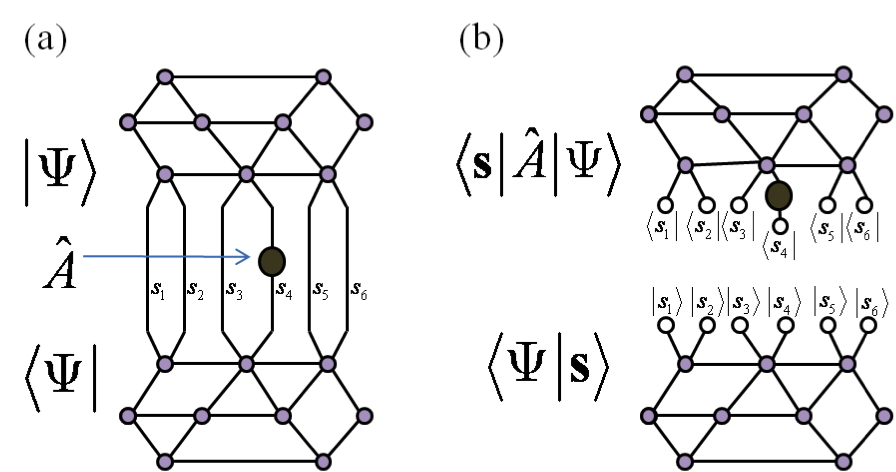 (a)
|Ψ⟩
Â
s₁ s₂ s₃ s₄ s₅ s₆
⟨Ψ|
(b)
⟨s|Â|Ψ⟩
⟨s₁| ⟨s₂| ⟨s₃| ⟨s₄| ⟨s₅| ⟨s₆|
|s₁⟩ |s₂⟩ |s₃⟩ |s₄⟩ |s₅⟩ |s₆⟩
⟨Ψ|s⟩